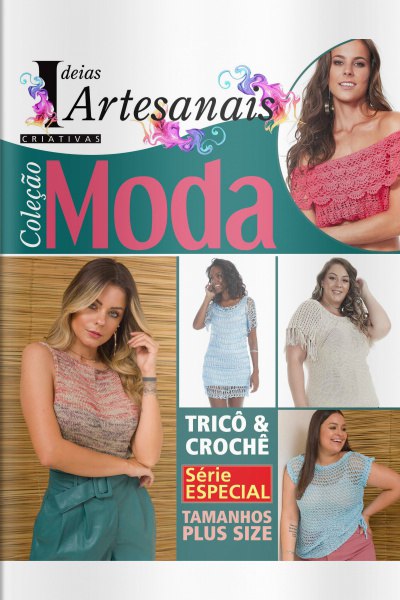 Ideias
Artesanais
CRIATIVAS
Coleção
Moda
TRICÔ &
CROCHÊ
Série
ESPECIAL
TAMANHOS
PLUS SIZE